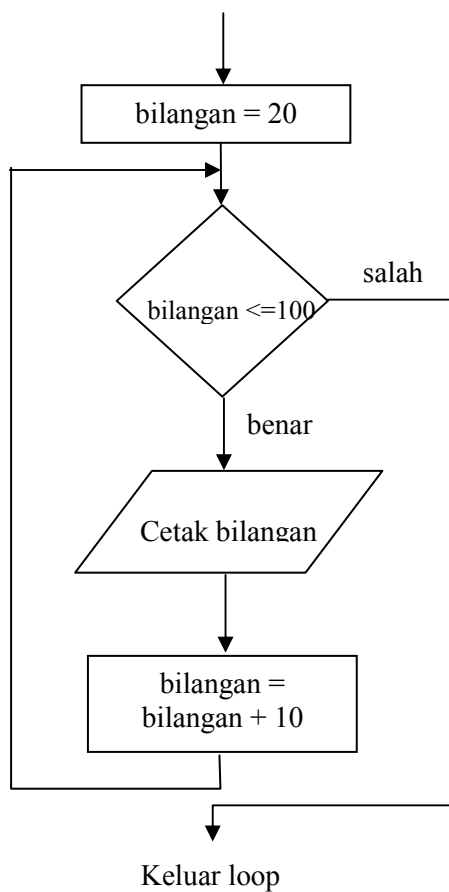 bilangan = 20
salah
bilangan <=100
benar
Cetak bilangan
bilangan =
bilangan + 10
Keluar loop